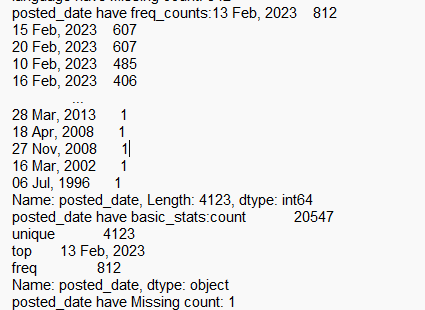 language have Missing count: 342
posted_date have freq_counts:13 Feb, 2023 812
15 Feb, 2023 607
20 Feb, 2023 607
10 Feb, 2023 485
16 Feb, 2023 406
...
28 Mar, 2013 1
18 Apr, 2008 1
27 Nov, 2008 1
16 Mar, 2002 1
06 Jul, 1996 1
Name: posted_date, Length: 4123, dtype: int64
posted_date have basic_stats:count 20547
unique 4123
top 13 Feb, 2023
freq 812
Name: posted_date, dtype: object
posted_date have Missing count: 1